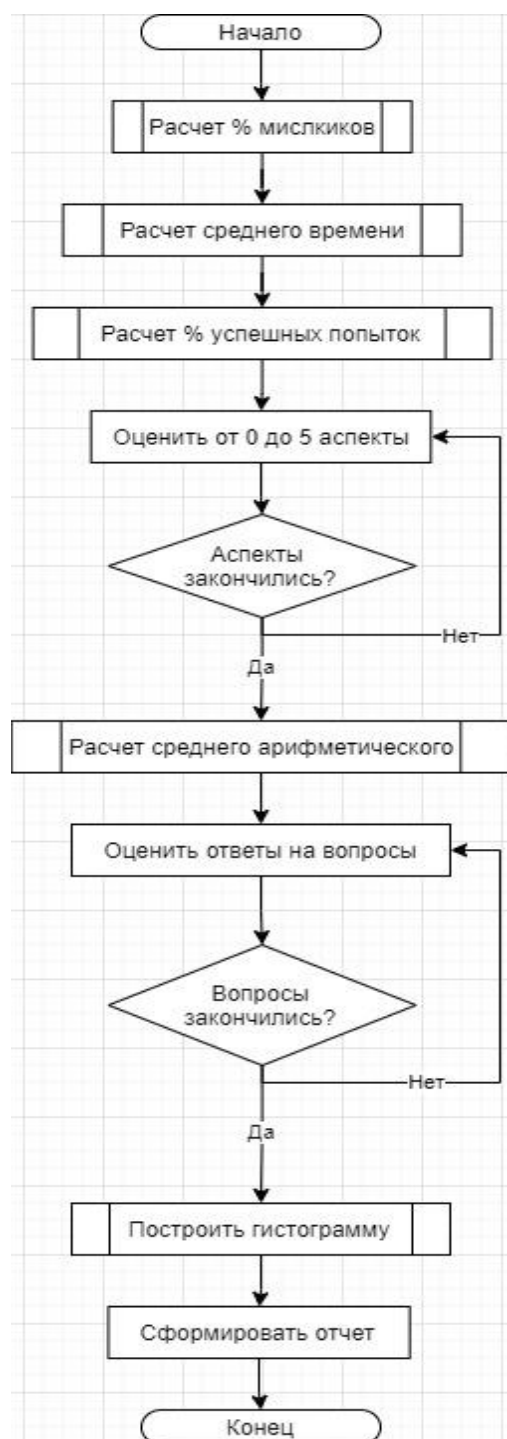 Начало
Расчет % мислкиков
Расчет среднего времени
Расчет % успешных попыток
Оценить от 0 до 5 аспекты
Аспекты
закончились?
Нет
Да
Расчет среднего арифметического
Оценить ответы на вопросы
Вопросы
закончились?
Нет
Да
Построить гистограмму
Сформировать отчет
Конец